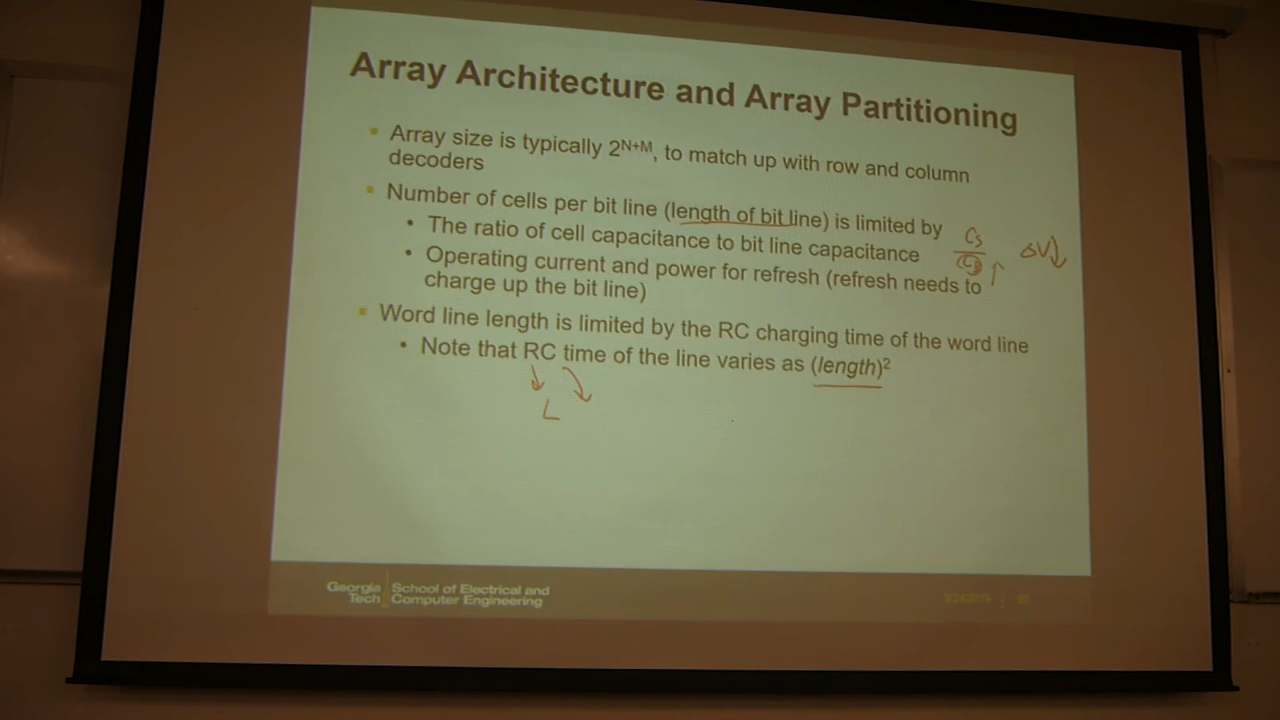 Array Architecture and Array Partitioning
Array size is typically 2^N+M, to match up with row and column
decoders
Number of cells per bit line (length of bit line) is limited by
• The ratio of cell capacitance to bit line capacitance
Cs
CB
ΔV
• Operating current and power for refresh (refresh needs to
charge up the bit line)
Word line length is limited by the RC charging time of the word line
• Note that RC time of the line varies as (length)²
L
Georgia Tech
School of Electrical and
Computer Engineering